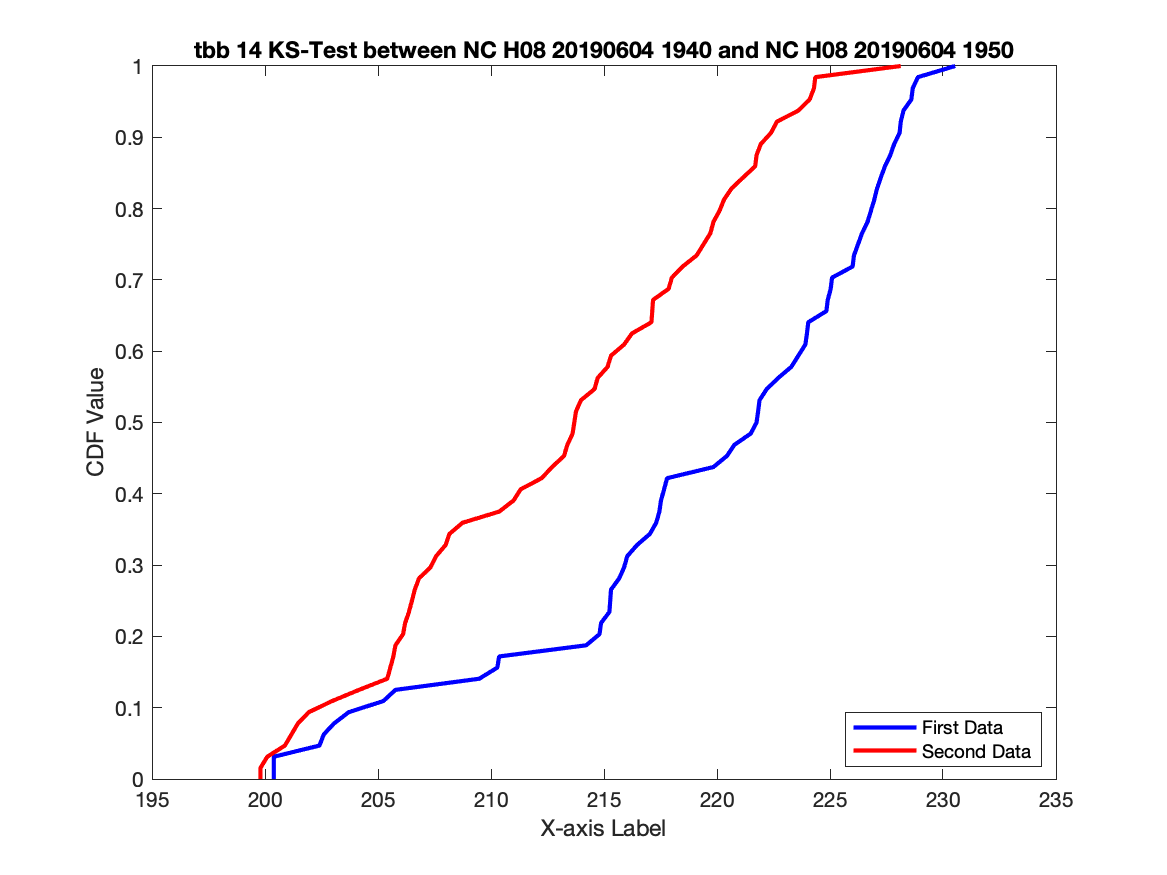 tbb 14 KS-Test between NC H08 20190604 1940 and NC H08 20190604 1950
1
0.9
0.8
0.7
0.6
0.5
0.4
0.3
0.2
0.1
0
CDF Value
First Data
Second Data
195 200 205 210 215 220 225 230 235
X-axis Label